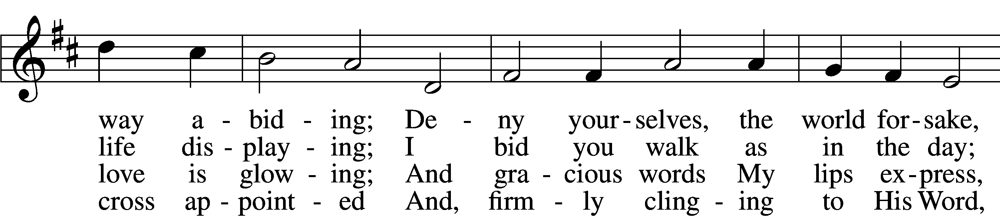 way a - bid - ing; De - ny your - selves, the world for - sake,
life dis - play - ing; I bid you walk as in the day;
love is glow - ing; And gra - cious words My lips ex - press,
cross ap - point - ed And, firm - ly cling - ing to His Word,